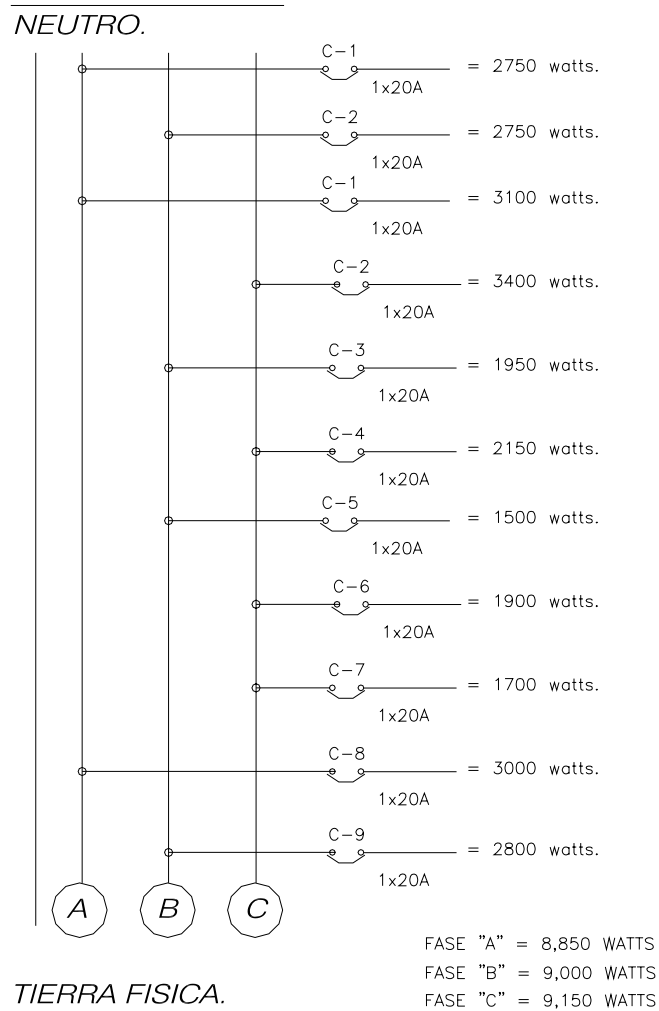 NEUTRO.
C-1
= 2750 watts.
1x20A
C-2
= 2750 watts.
1x20A
C-1
= 3100 watts.
1x20A
C-2
= 3400 watts.
1x20A
C-3
= 1950 watts.
1x20A
C-4
= 2150 watts.
1x20A
C-5
= 1500 watts.
1x20A
C-6
= 1900 watts.
1x20A
C-7
= 1700 watts.
1x20A
C-8
= 3000 watts.
1x20A
C-9
= 2800 watts.
1x20A
A B C
FASE "A" = 8,850 WATTS
FASE "B" = 9,000 WATTS
FASE "C" = 9,150 WATTS
TIERRA FISICA.